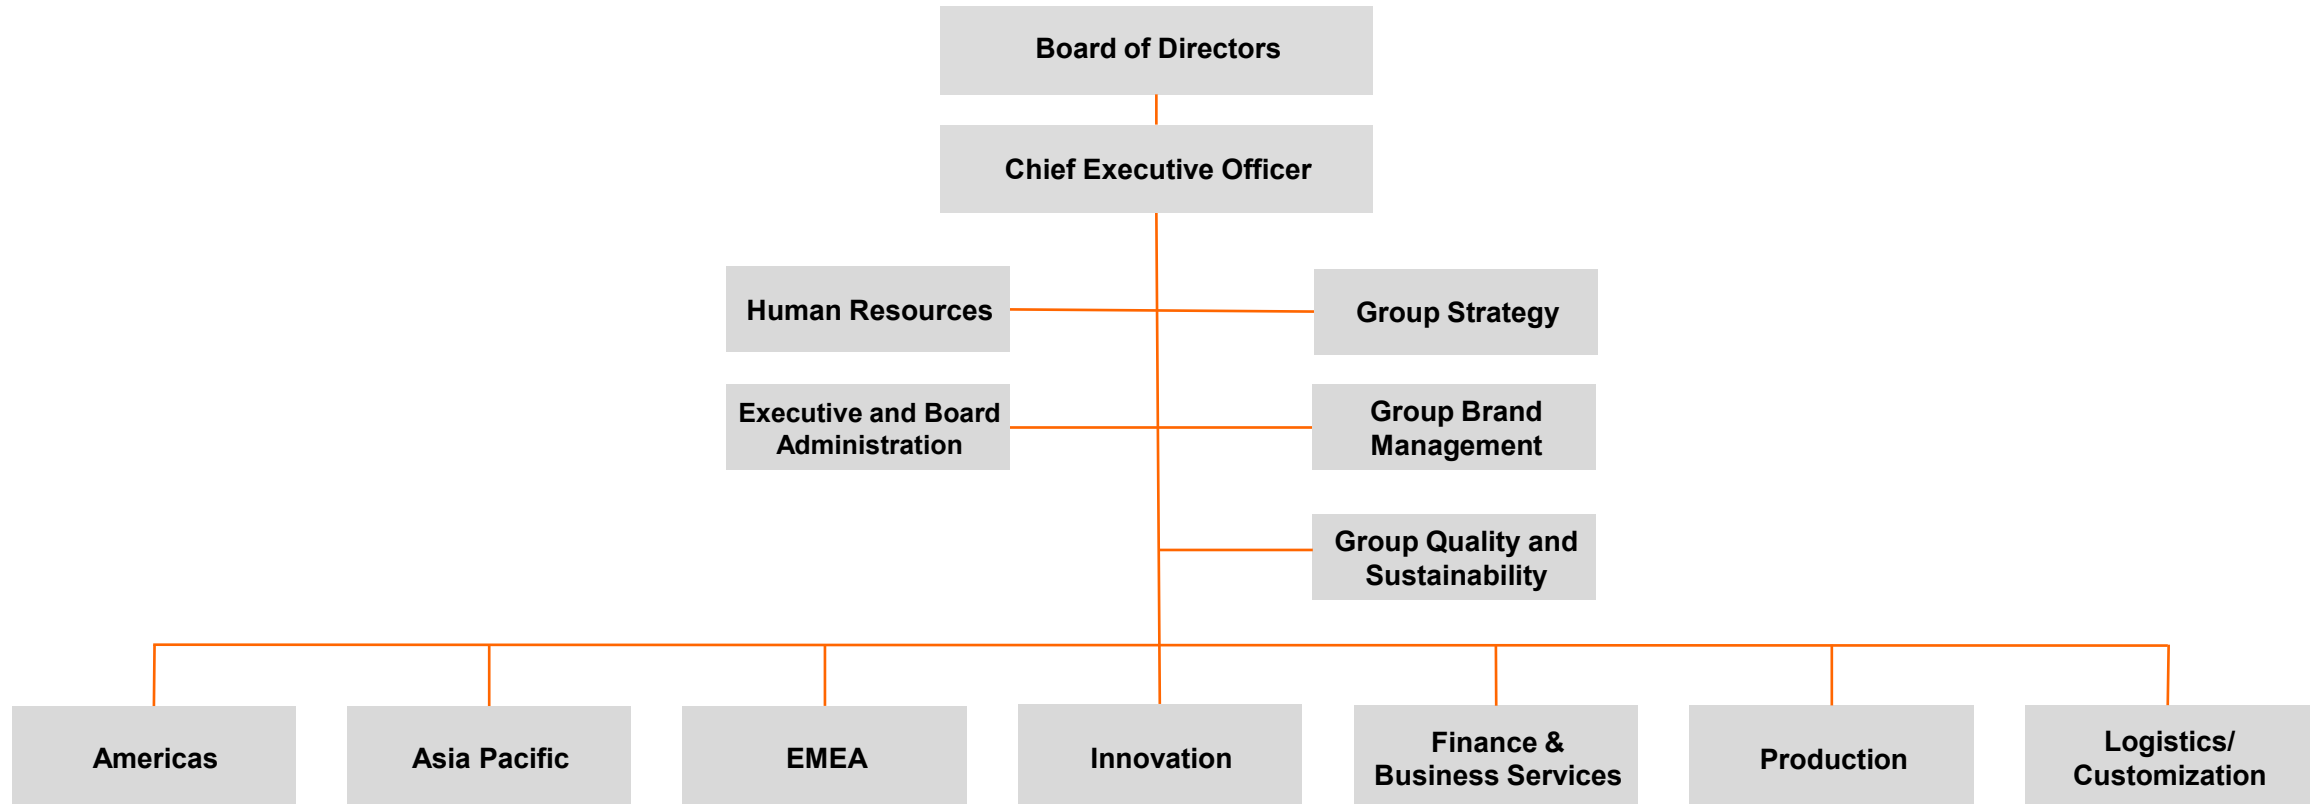 Board of Directors
Chief Executive Officer
Human Resources
Group Strategy
Executive and Board
Administration
Group Brand
Management
Group Quality and
Sustainability
Americas
Asia Pacific
EMEA
Innovation
Finance &
Business Services
Production
Logistics/
Customization